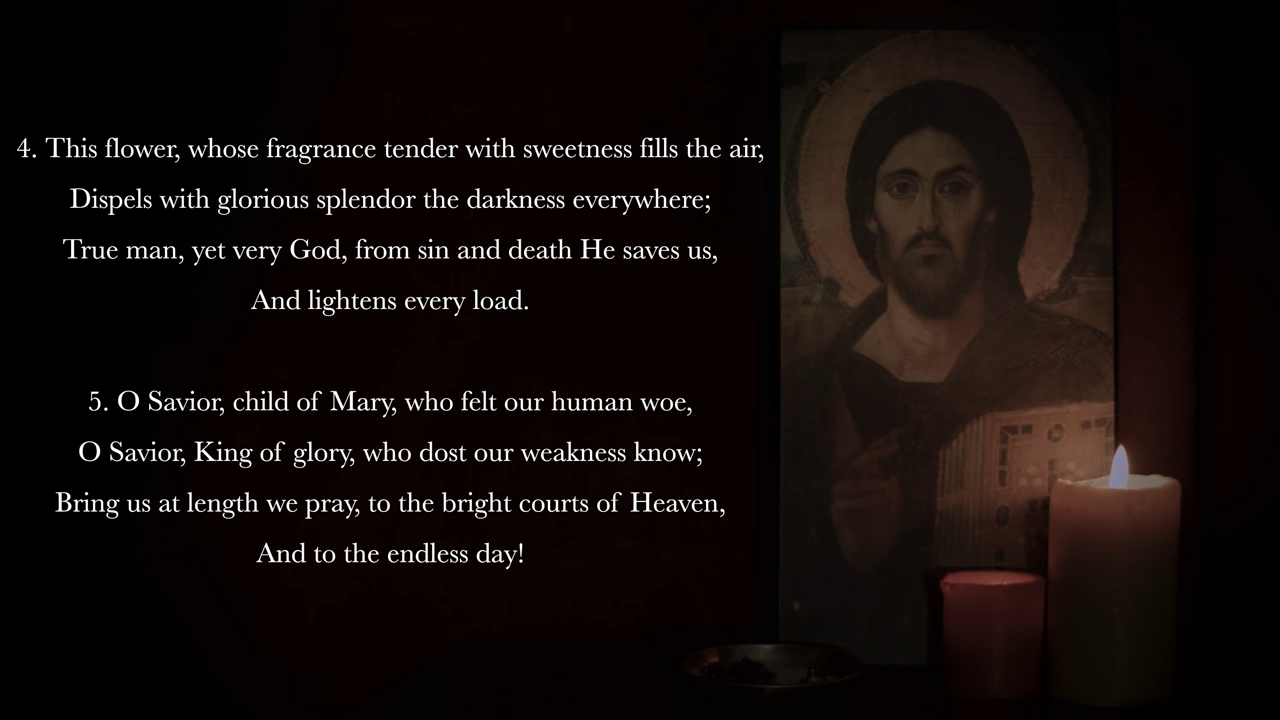 4. This flower, whose fragrance tender with sweetness fills the air,
Dispels with glorious splendor the darkness everywhere;
True man, yet very God, from sin and death He saves us,
And lightens every load.
5. O Savior, child of Mary, who felt our human woe,
O Savior, King of glory, who dost our weakness know;
Bring us at length we pray, to the bright courts of Heaven,
And to the endless day!